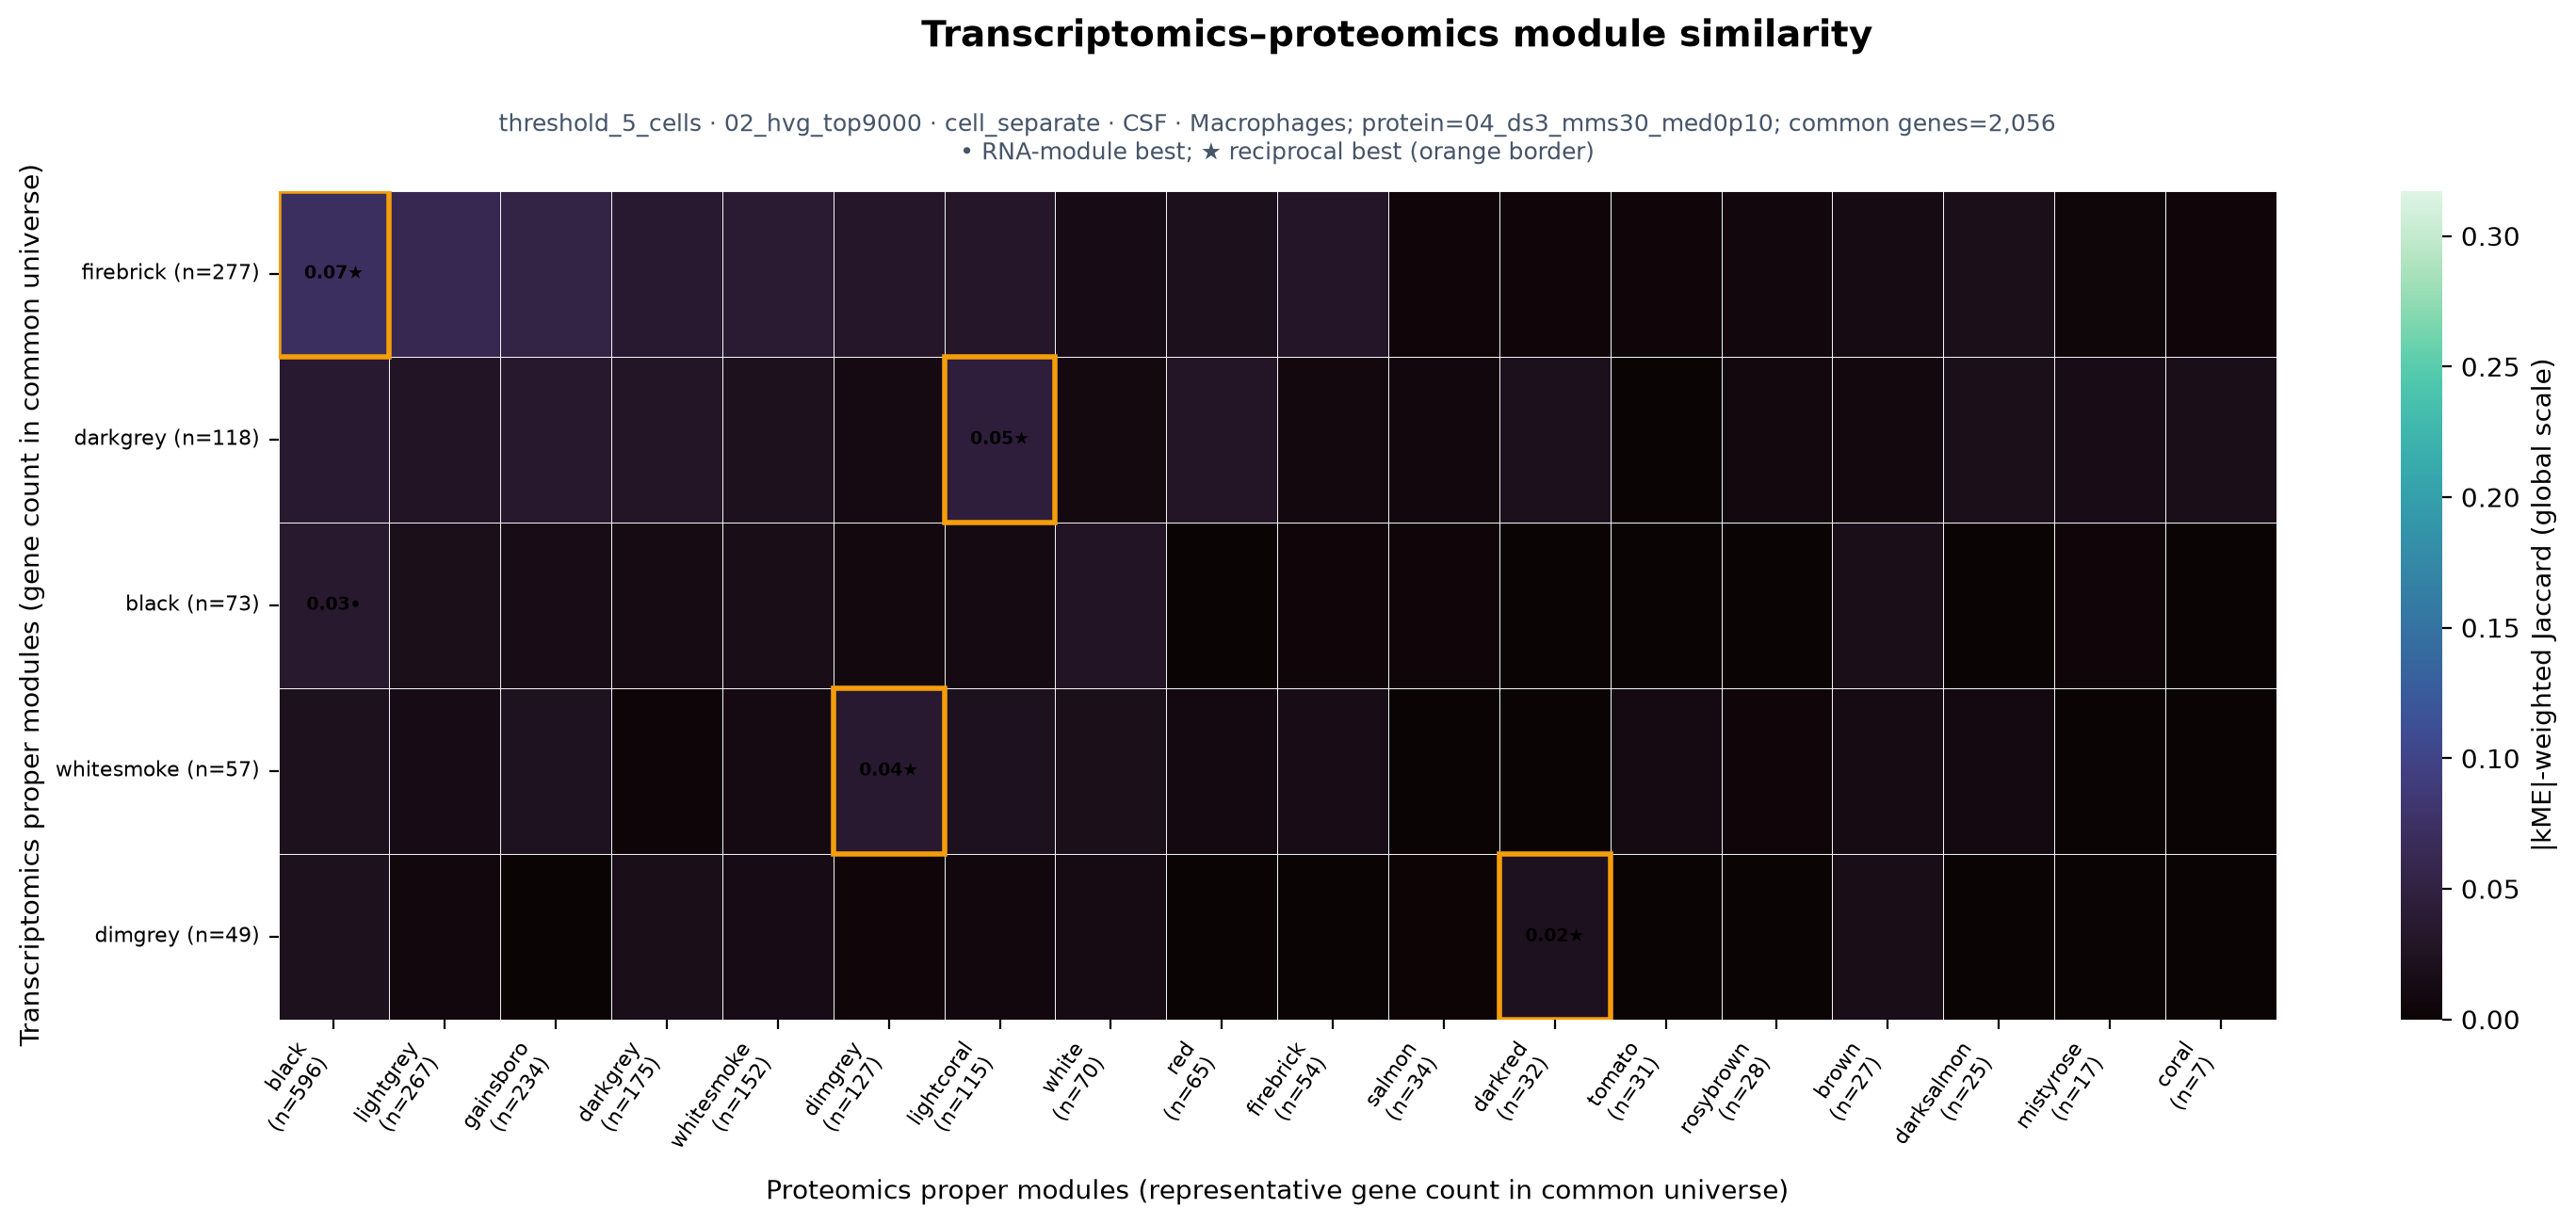 Transcriptomics–proteomics module similarity
threshold_5_cells · 02_hvg_top9000 · cell_separate · CSF · Macrophages; protein=04_ds3_mms30_med0p10; common genes=2,056
• RNA-module best; ★ reciprocal best (orange border)
Transcriptomics proper modules (gene count in common universe)
firebrick (n=277)
darkgrey (n=118)
black (n=73)
whitesmoke (n=57)
dimgrey (n=49)
0.07★
0.05★
0.03•
0.04★
0.02★
black
(n=596)
lightgrey
(n=267)
gainsboro
(n=234)
darkgrey
(n=175)
whitesmoke
(n=152)
dimgrey
(n=127)
lightcoral
(n=115)
white
(n=70)
red
(n=65)
firebrick
(n=54)
salmon
(n=34)
darkred
(n=32)
tomato
(n=31)
rosybrown
(n=28)
brown
(n=27)
darksalmon
(n=25)
mistyrose
(n=17)
coral
(n=7)
Proteomics proper modules (representative gene count in common universe)
0.30
0.25
0.20
0.15
0.10
0.05
0.00
|kME|-weighted Jaccard (global scale)